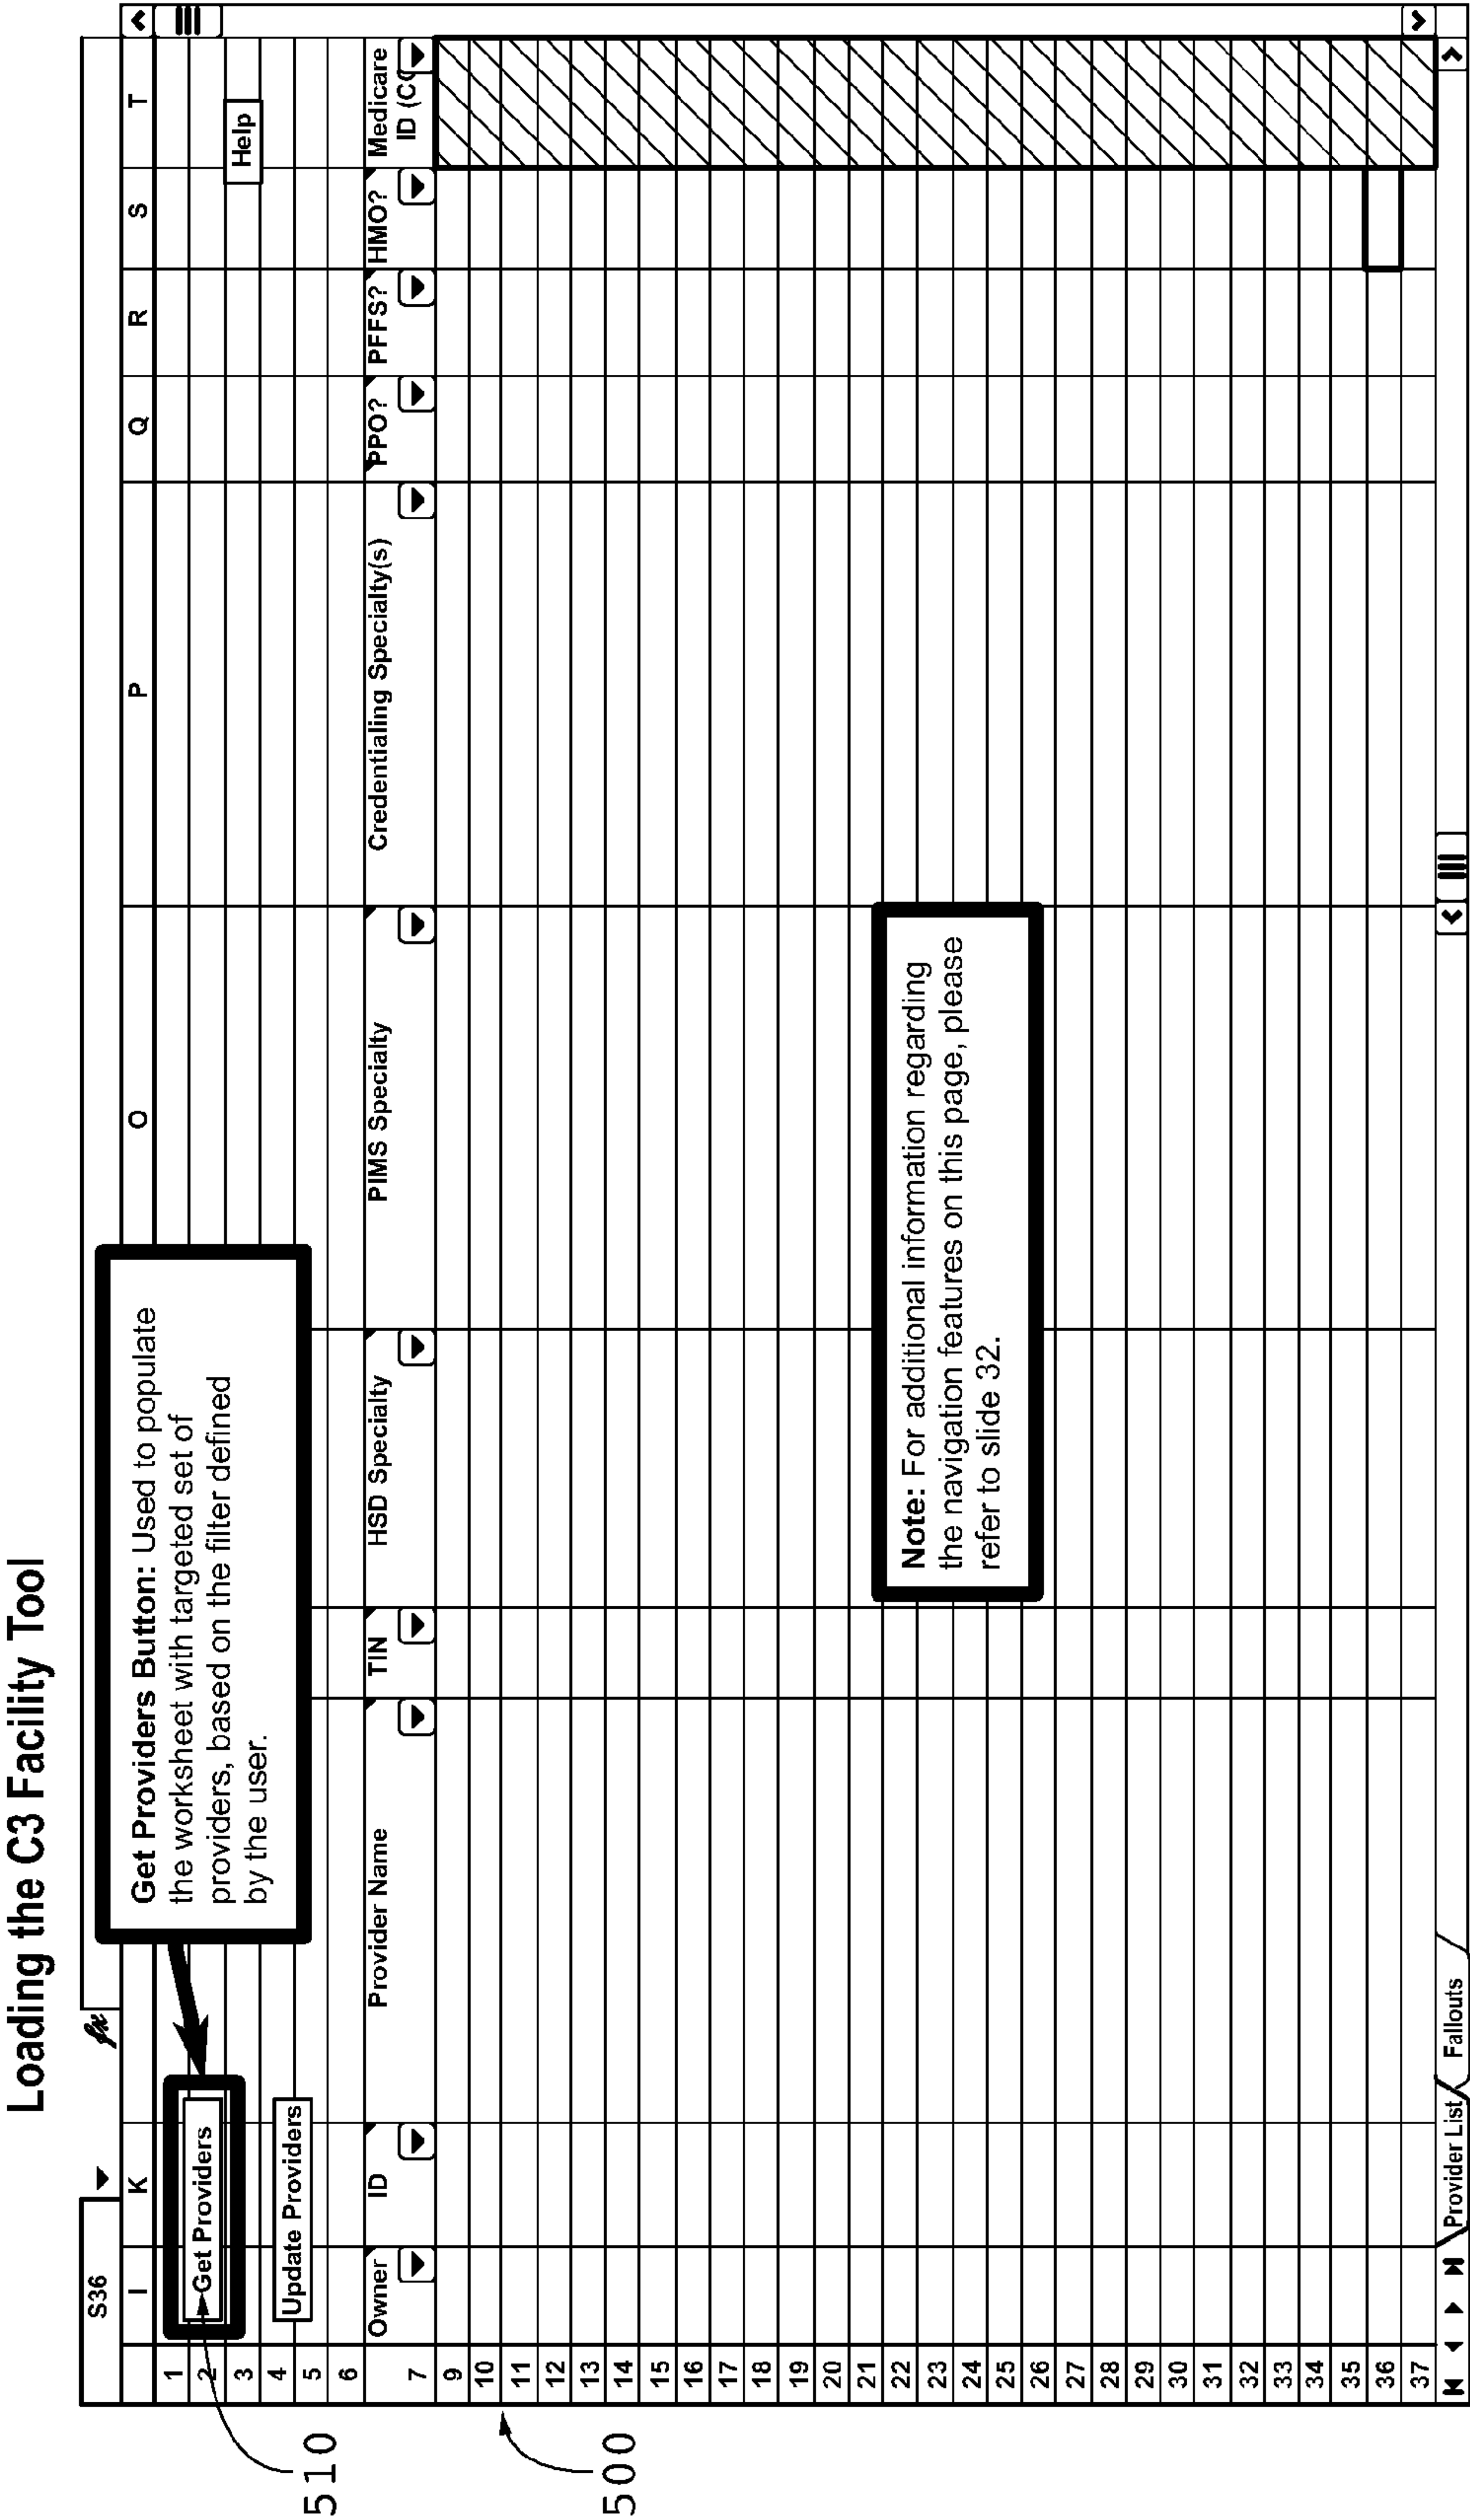 Loading the C3 Facility Tool
S36
fx
I K O P Q R S T
Get Providers Button: Used to populate
the worksheet with targeted set of
providers, based on the filter defined
by the user.
1
2
3
4
5
6
Get Providers
Update Providers
Help
7
Owner
ID
Provider Name
TIN
HSD Specialty
PIMS Specialty
Credentialing Specialty(s)
PPO?
PFFS?
HMO?
Medicare
ID (CC
9
10
11
12
13
14
15
16
17
18
19
20
21
22
23
24
25
26
27
28
29
30
31
32
33
34
35
36
37
Note: For additional information regarding
the navigation features on this page, please
refer to slide 32.
Provider List
Fallouts
510
500